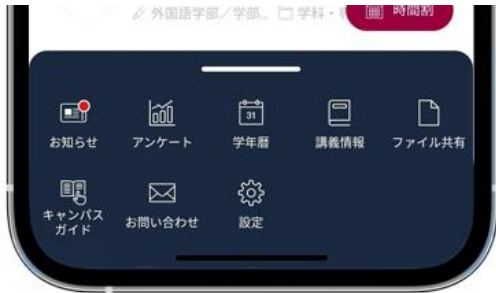 外国語学部／学部... 学科・
時間割
31
お知らせ アンケート 学年暦 講義情報 ファイル共有
キャンパス
ガイド
お問い合わせ 設定